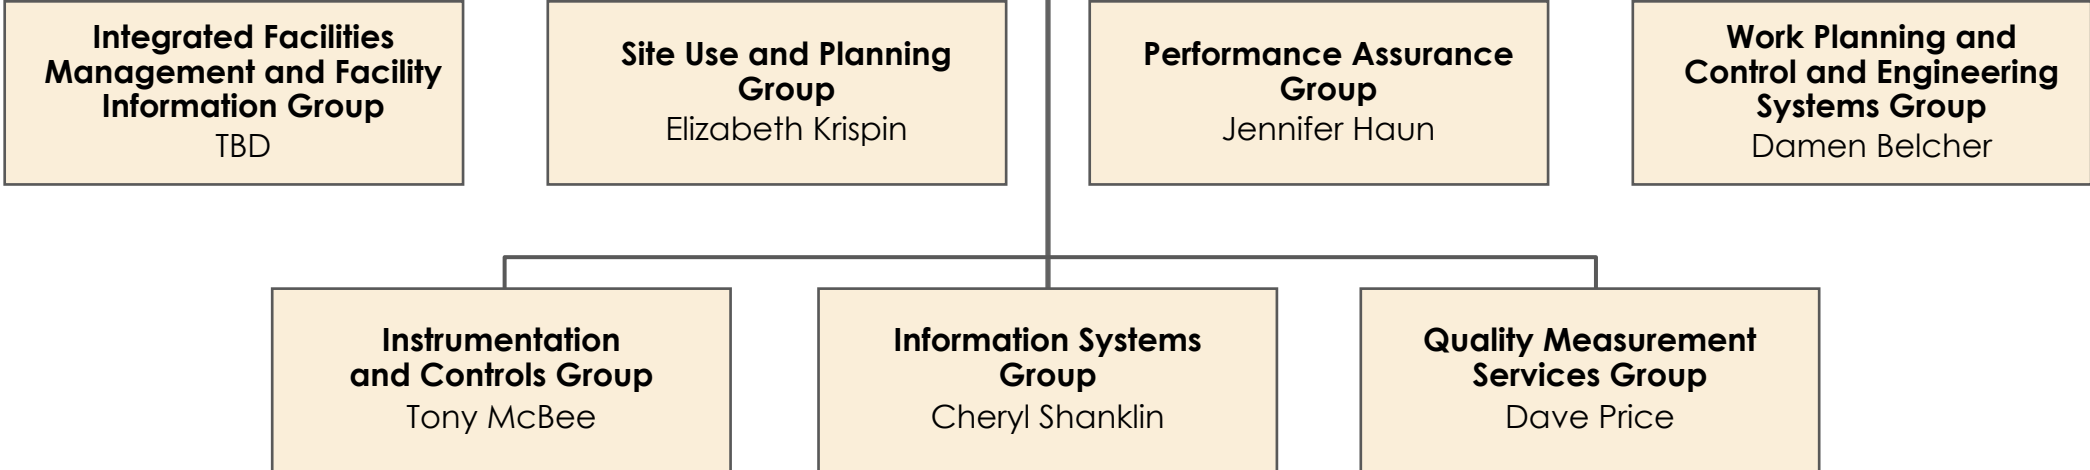 Integrated Facilities
Management and Facility
Information Group
TBD
Site Use and Planning
Group
Elizabeth Krispin
Performance Assurance
Group
Jennifer Haun
Work Planning and
Control and Engineering
Systems Group
Damen Belcher
Instrumentation
and Controls Group
Tony McBee
Information Systems
Group
Cheryl Shanklin
Quality Measurement
Services Group
Dave Price